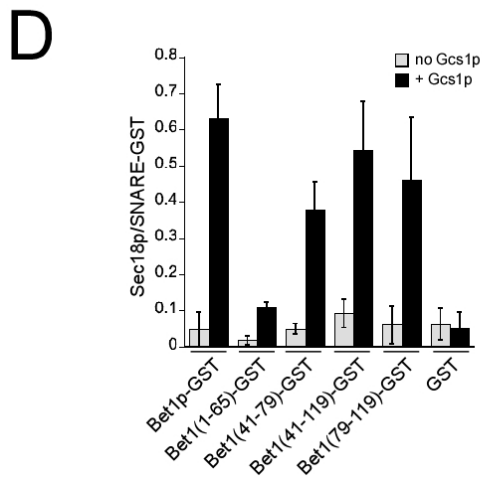 D
no Gcs1p
+ Gcs1p
Sec18p/SNARE-GST
0.8
0.7
0.6
0.5
0.4
0.3
0.2
0.1
0
Bet1p-GST
Bet1(1-65)-GST
Bet1(41-79)-GST
Bet1(41-119)-GST
Bet1(79-119)-GST
GST